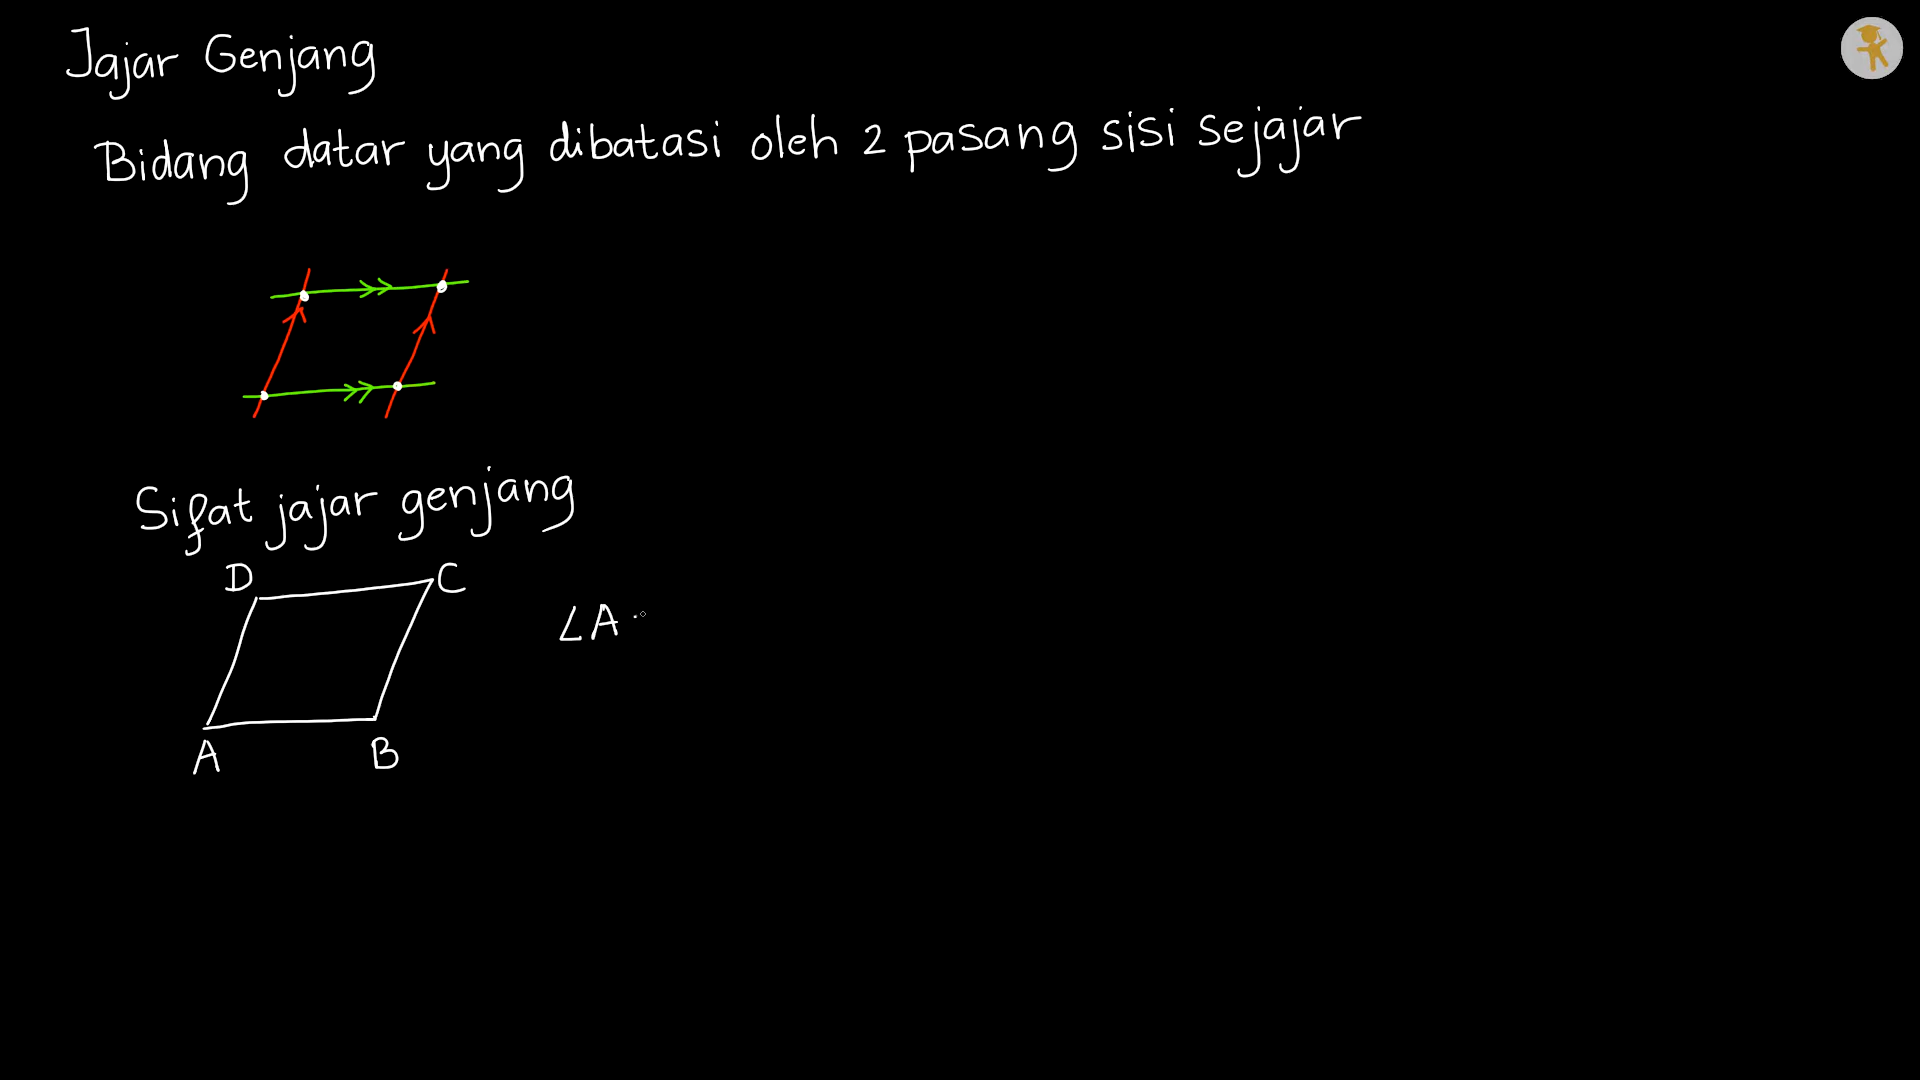 Jajar Genjang
Bidang datar yang dibatasi oleh 2 pasang sisi sejajar
Sifat jajar genjang
D C
∠A
A B